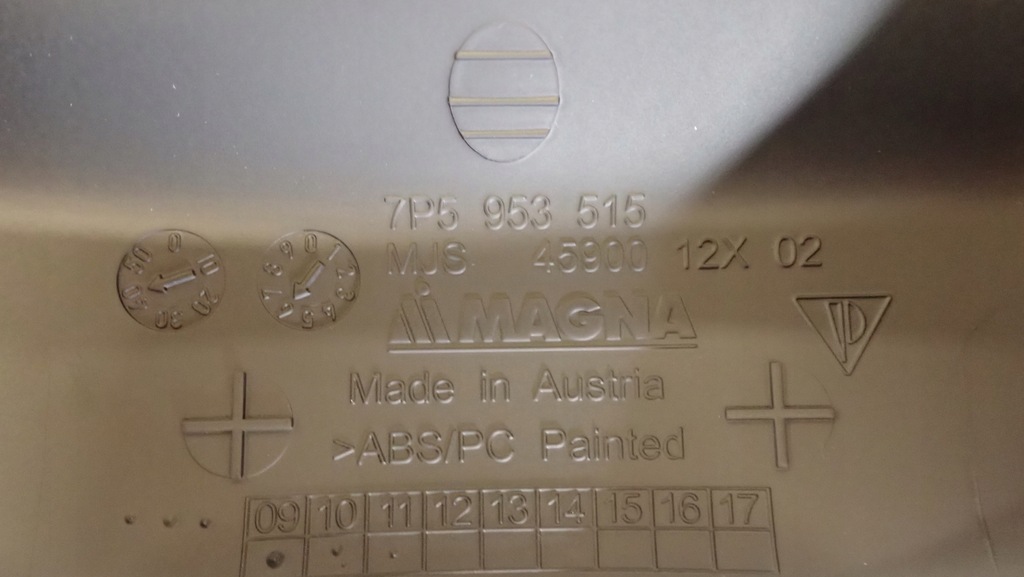 7P5 953 515
MJS 45900 12X 02
MAGNA
Made in Austria
>ABS/PC Painted
09 10 11 12 13 14 15 16 17